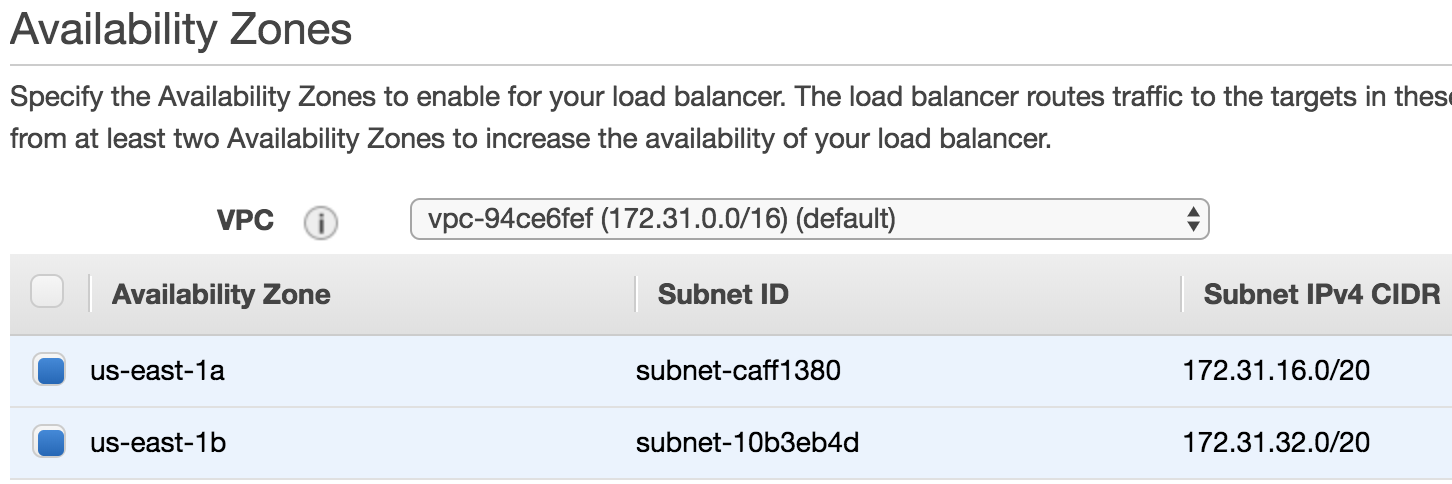 Availability Zones
Specify the Availability Zones to enable for your load balancer. The load balancer routes traffic to the targets in these
from at least two Availability Zones to increase the availability of your load balancer.
VPC i vpc-94ce6fef (172.31.0.0/16) (default)
Availability Zone Subnet ID Subnet IPv4 CIDR
us-east-1a subnet-caff1380 172.31.16.0/20
us-east-1b subnet-10b3eb4d 172.31.32.0/20